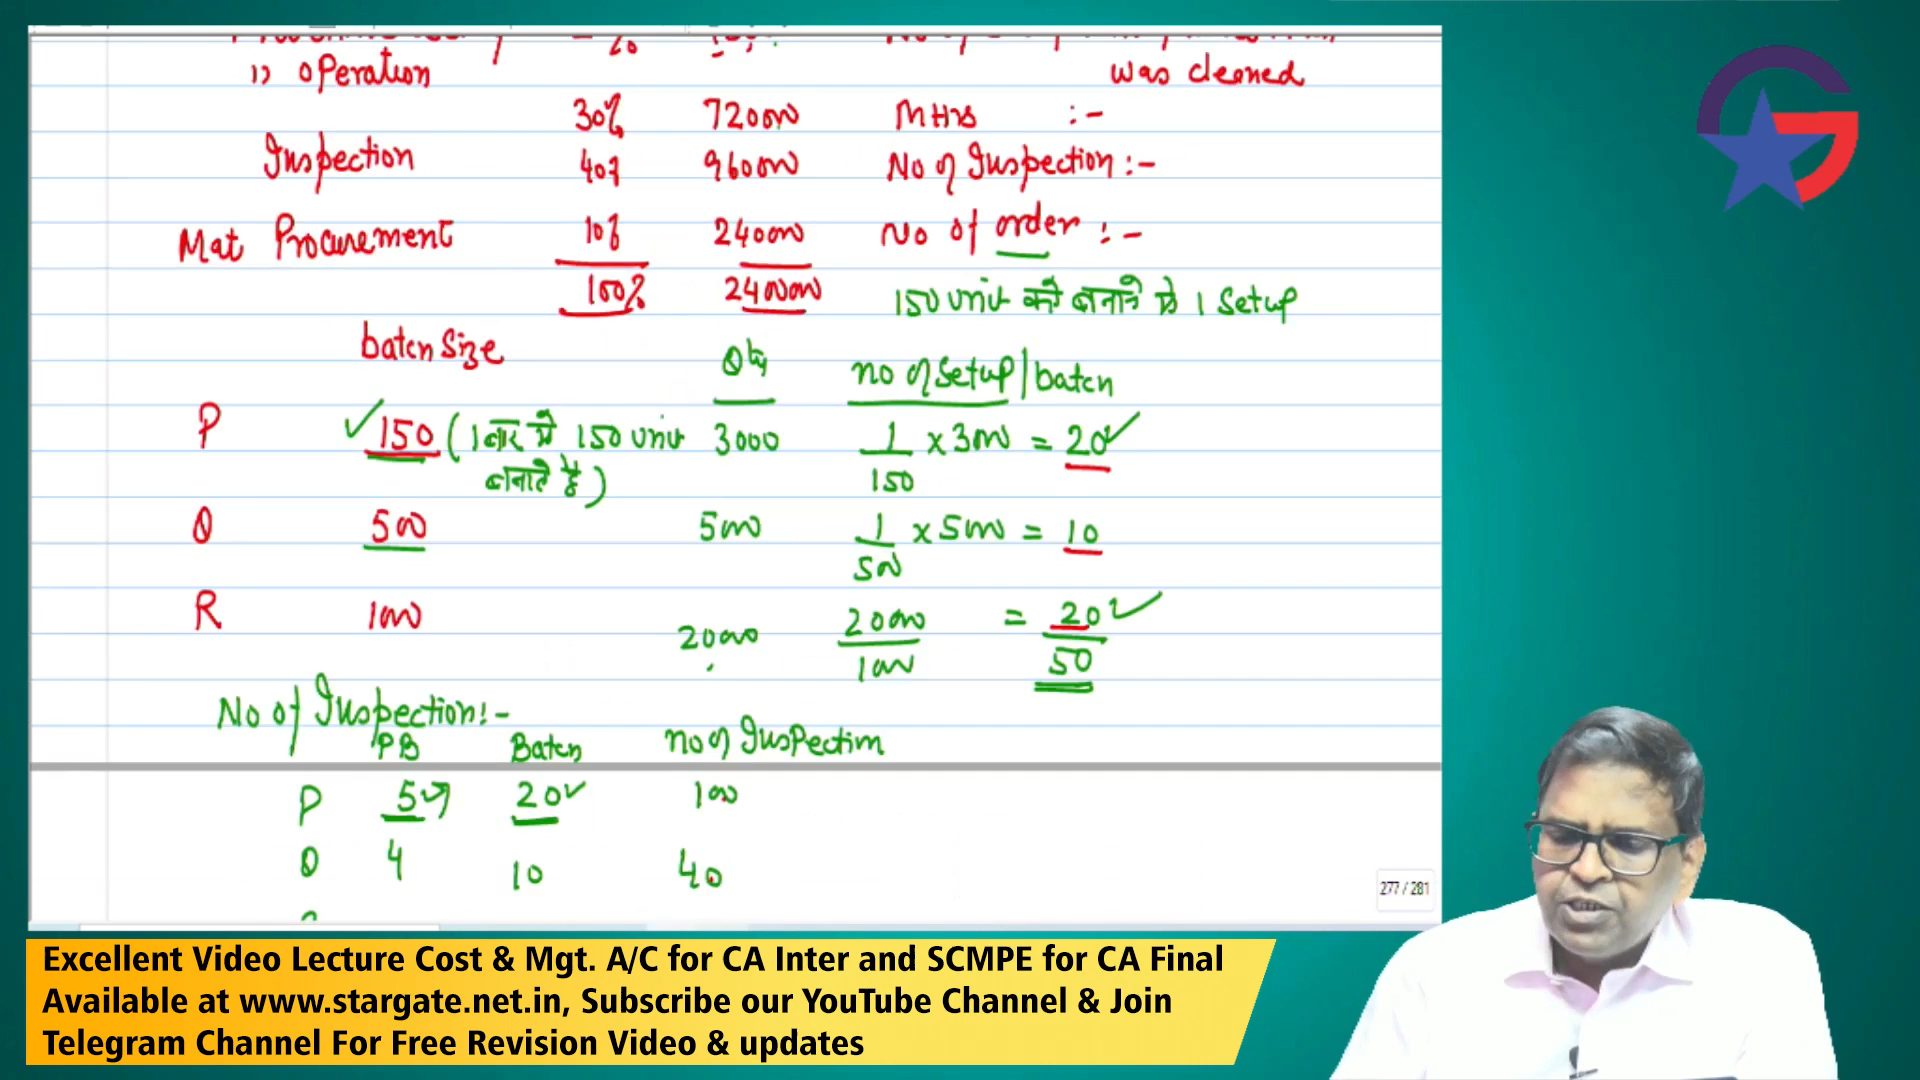 1) operation
was cleaned
30% 72000 MHrs :-
Inspection 40% 96000 No of Inspection :-
Mat Procurement 10% 24000 No of order :-
100% 240000 150 unit को बनाने में 1 Setup
batch Size Qty no of Setup/batch
P 150 (1 बार में 150 unit 3000 1/150 × 3000 = 20
बनाते हैं)
Q 500 5000 1/500 × 5000 = 10
R 1000 20000 20000/1000 = 20
50
No of Inspection :-
PB Batch no of Inspection
P 5 20 100
Q 4 10 40
277 / 281
Excellent Video Lecture Cost & Mgt. A/C for CA Inter and SCMPE for CA Final
Available at www.stargate.net.in, Subscribe our YouTube Channel & Join
Telegram Channel For Free Revision Video & updates